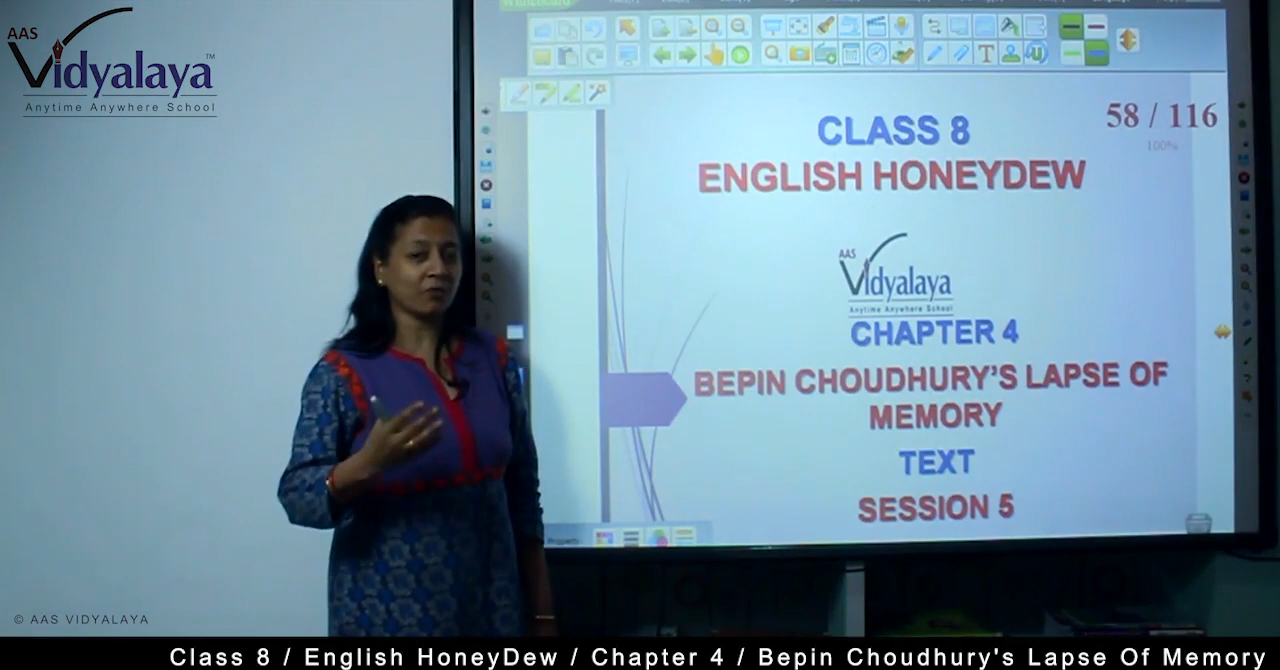 AAS
Vidyalaya™
Anytime Anywhere School
58 / 116
100%
CLASS 8
ENGLISH HONEYDEW
AAS
Vidyalaya
Anytime Anywhere School
CHAPTER 4
BEPIN CHOUDHURY'S LAPSE OF
MEMORY
TEXT
SESSION 5
Property
© AAS VIDYALAYA
Class 8 / English HoneyDew / Chapter 4 / Bepin Choudhury's Lapse Of Memory